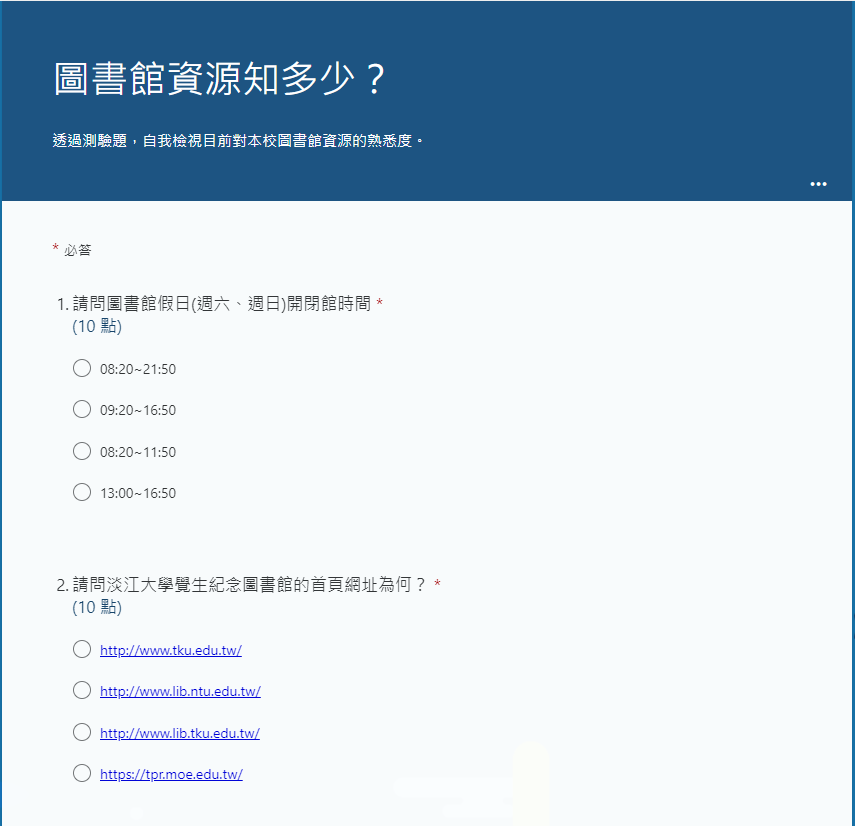 圖書館資源知多少？
透過測驗題，自我檢視目前對本校圖書館資源的熟悉度。
...
* 必答
1. 請問圖書館假日(週六、週日)開閉館時間 *
(10 點)
08:20~21:50
09:20~16:50
08:20~11:50
13:00~16:50
2. 請問淡江大學覺生紀念圖書館的首頁網址為何？ *
(10 點)
http://www.tku.edu.tw/
http://www.lib.ntu.edu.tw/
http://www.lib.tku.edu.tw/
https://tpr.moe.edu.tw/